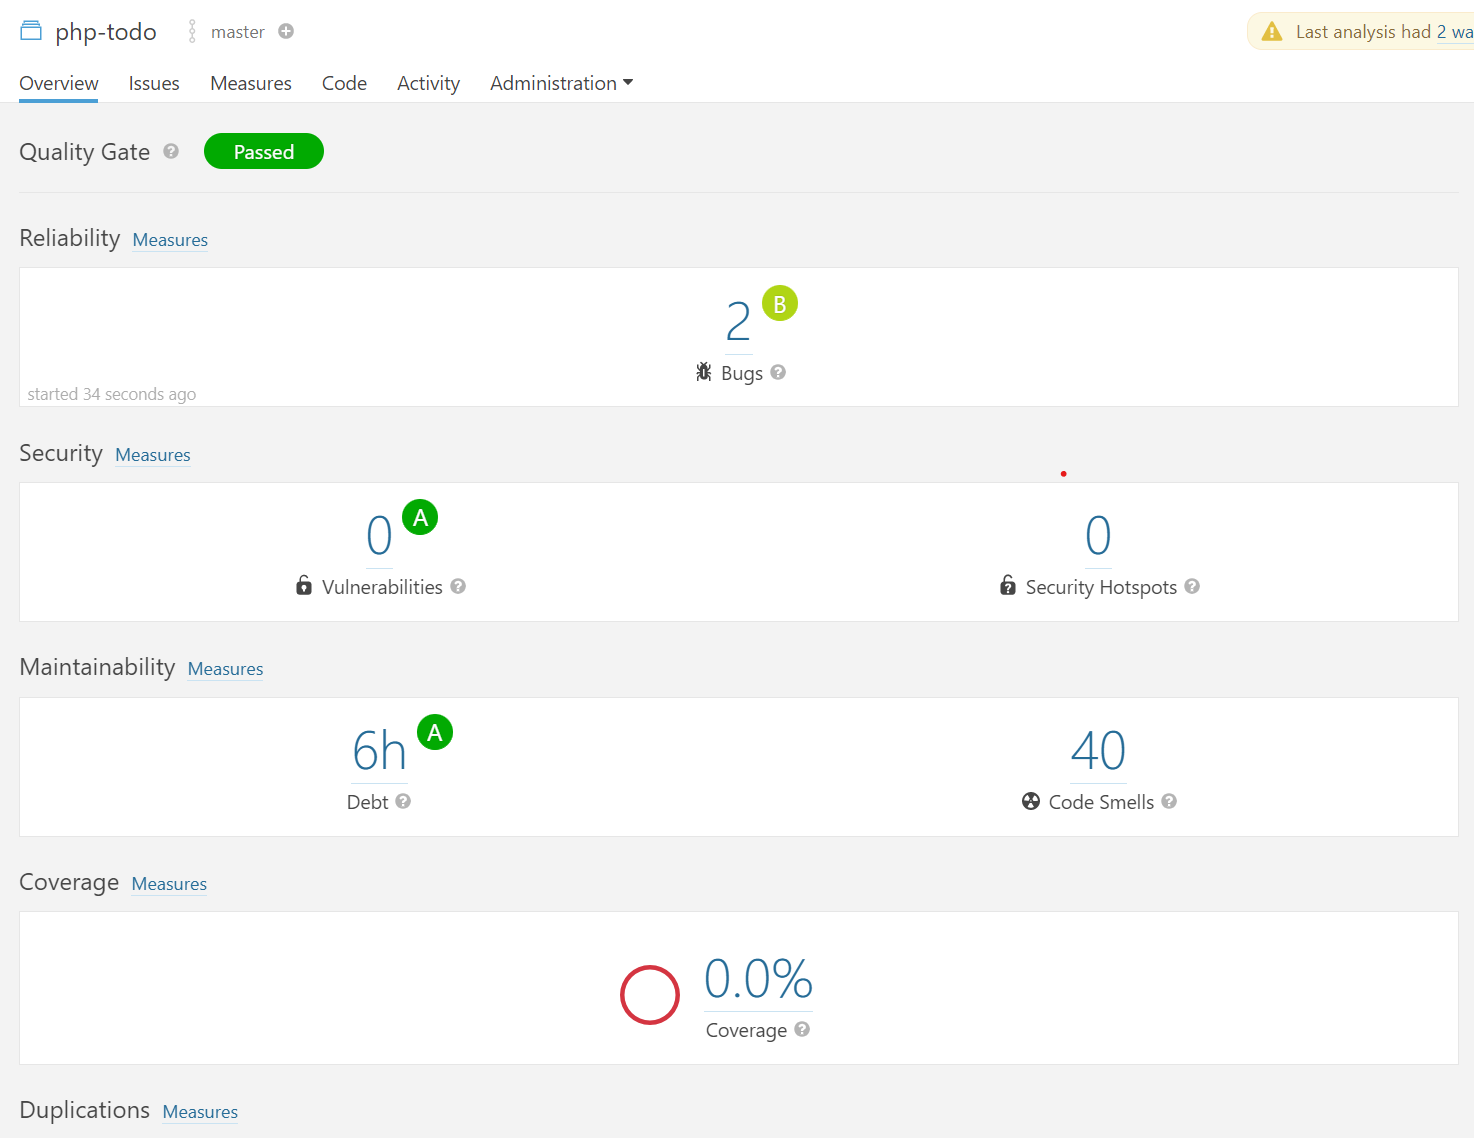 php-todo master
Last analysis had 2 wa
Overview Issues Measures Code Activity Administration
Quality Gate ? Passed
Reliability Measures
2 B
Bugs ?
started 34 seconds ago
Security Measures
0 A
Vulnerabilities ?
0
Security Hotspots ?
Maintainability Measures
6h A
Debt ?
40
Code Smells ?
Coverage Measures
0.0%
Coverage ?
Duplications Measures